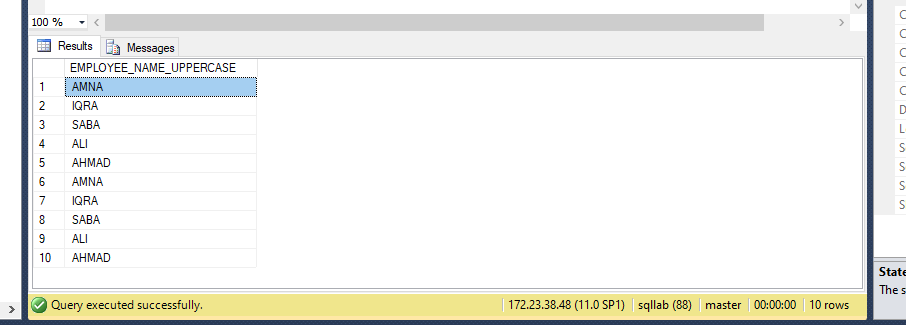 100 %
Results Messages
EMPLOYEE_NAME_UPPERCASE
1 AMNA
2 IQRA
3 SABA
4 ALI
5 AHMAD
6 AMNA
7 IQRA
8 SABA
9 ALI
10 AHMAD
Query executed successfully. 172.23.38.48 (11.0 SP1) sqllab (88) master 00:00:00 10 rows
C
C
C
C
C
D
L
S
S
S
S
State
The s